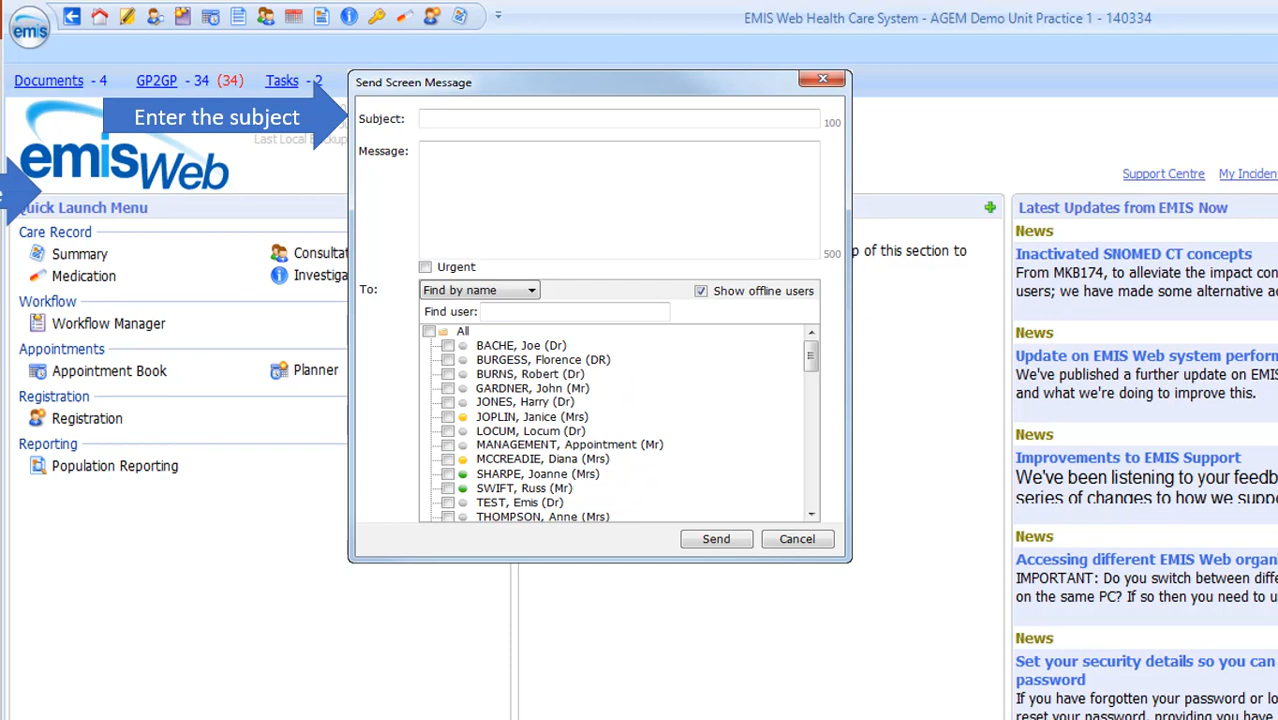 emis
EMIS Web Health Care System - AGEM Demo Unit Practice 1 - 140334
Documents - 4 GP2GP - 34 (34) Tasks - 2
Enter the subject
Last Local Backup
emisWeb
Quick Launch Menu
Care Record
Summary
Consultat
Medication
Investiga
Workflow
Workflow Manager
Appointments
Appointment Book
Planner
Registration
Registration
Reporting
Population Reporting
Send Screen Message
Subject:
100
Message:
500
Urgent
To:
Find by name
Show offline users
Find user:
All
BACHE, Joe (Dr)
BURGESS, Florence (DR)
BURNS, Robert (Dr)
GARDNER, John (Mr)
JONES, Harry (Dr)
JOPLIN, Janice (Mrs)
LOCUM, Locum (Dr)
MANAGEMENT, Appointment (Mr)
MCCREADIE, Diana (Mrs)
SHARPE, Joanne (Mrs)
SWIFT, Russ (Mr)
TEST, Emis (Dr)
THOMPSON, Anne (Mrs)
Send
Cancel
p of this section to
Support Centre My Inciden
Latest Updates from EMIS Now
News
Inactivated SNOMED CT concepts
From MKB174, to alleviate the impact con
users; we have made some alternative a
News
Update on EMIS Web system perform
We've published a further update on EMIS
and what we're doing to improve this.
News
Improvements to EMIS Support
We've been listening to your feedb
series of changes to how we supp
News
Accessing different EMIS Web organ
IMPORTANT: Do you switch between diffe
on the same PC? If so then you need to u
News
Set your security details so you can
password
If you have forgotten your password or lo
reset your password, providing you have